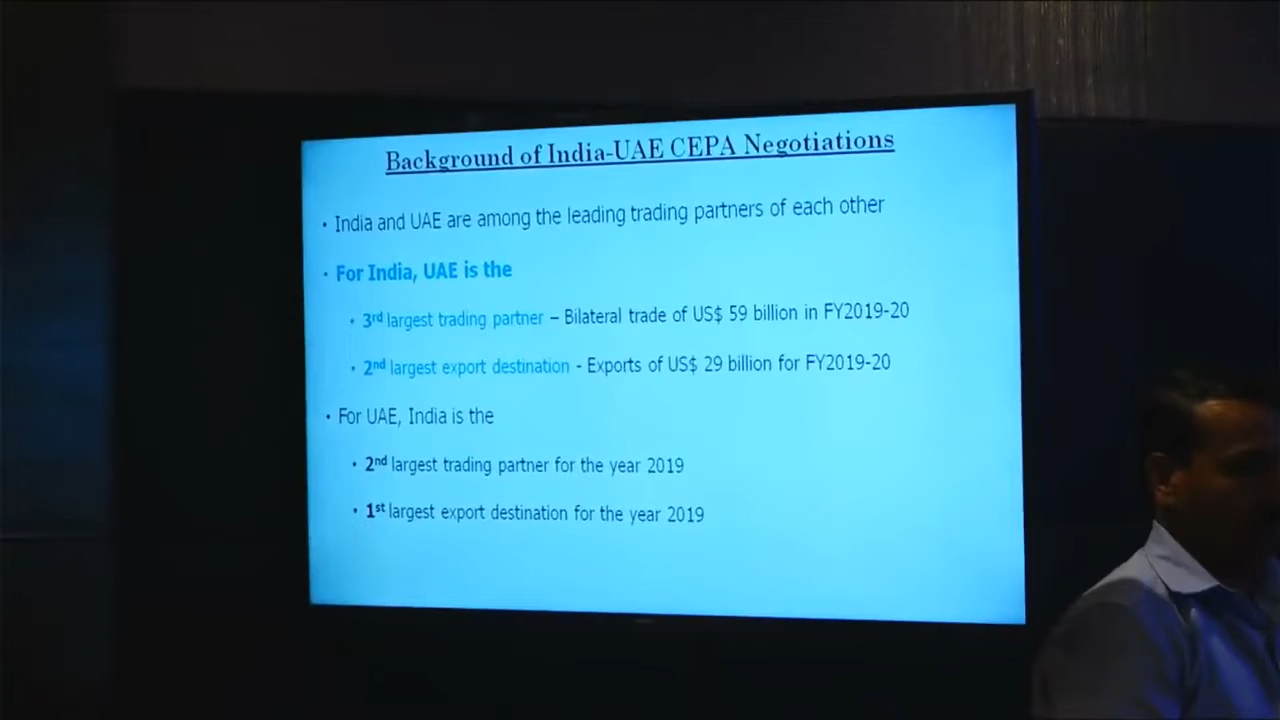 Background of India-UAE CEPA Negotiations
• India and UAE are among the leading trading partners of each other
• For India, UAE is the
• 3rd largest trading partner – Bilateral trade of US$ 59 billion in FY2019-20
• 2nd largest export destination - Exports of US$ 29 billion for FY2019-20
• For UAE, India is the
• 2nd largest trading partner for the year 2019
• 1st largest export destination for the year 2019